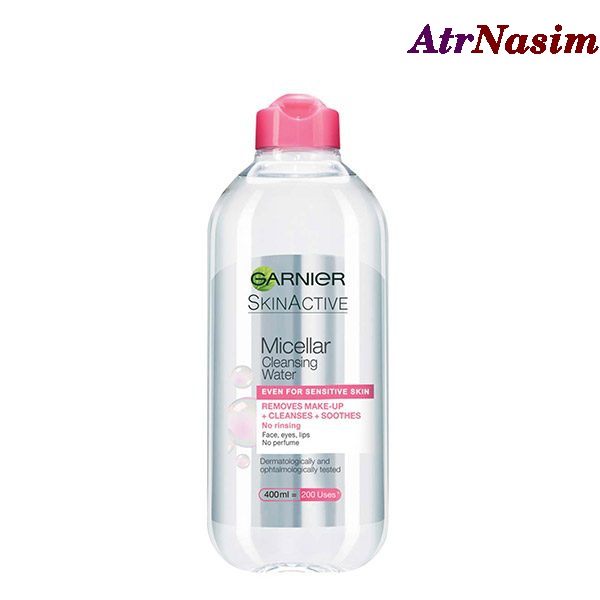 AtrNasim
GARNIER
SKINACTIVE
Micellar
Cleansing
Water
EVEN FOR SENSITIVE SKIN
REMOVES MAKE-UP
+ CLEANSES + SOOTHES
No rinsing
Face, eyes, lips
No perfume
Dermatologically and
ophtalmologically tested
400ml = 200 Uses*